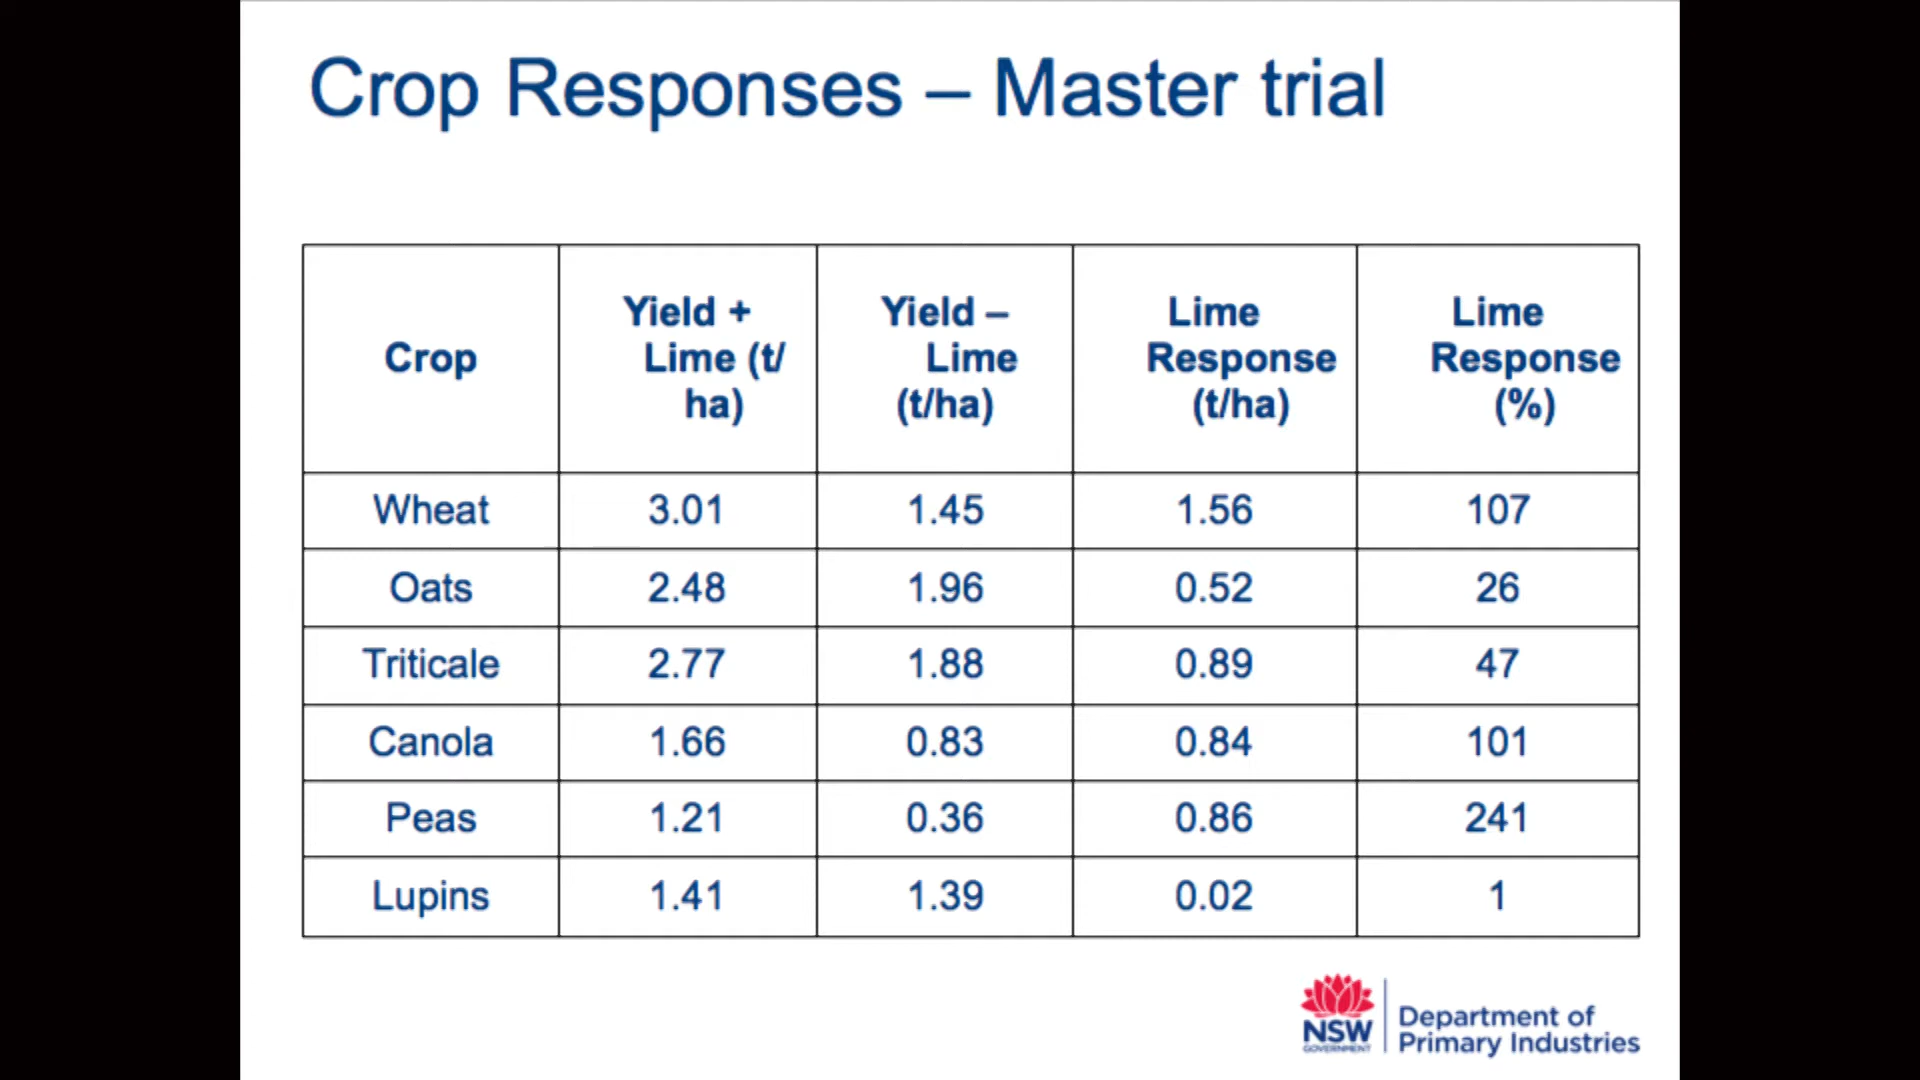 Crop Responses – Master trial
Crop
Yield +
Lime (t/
ha)
Yield –
Lime
(t/ha)
Lime
Response
(t/ha)
Lime
Response
(%)
Wheat 3.01 1.45 1.56 107
Oats 2.48 1.96 0.52 26
Triticale 2.77 1.88 0.89 47
Canola 1.66 0.83 0.84 101
Peas 1.21 0.36 0.86 241
Lupins 1.41 1.39 0.02 1
NSW
GOVERNMENT
Department of
Primary Industries